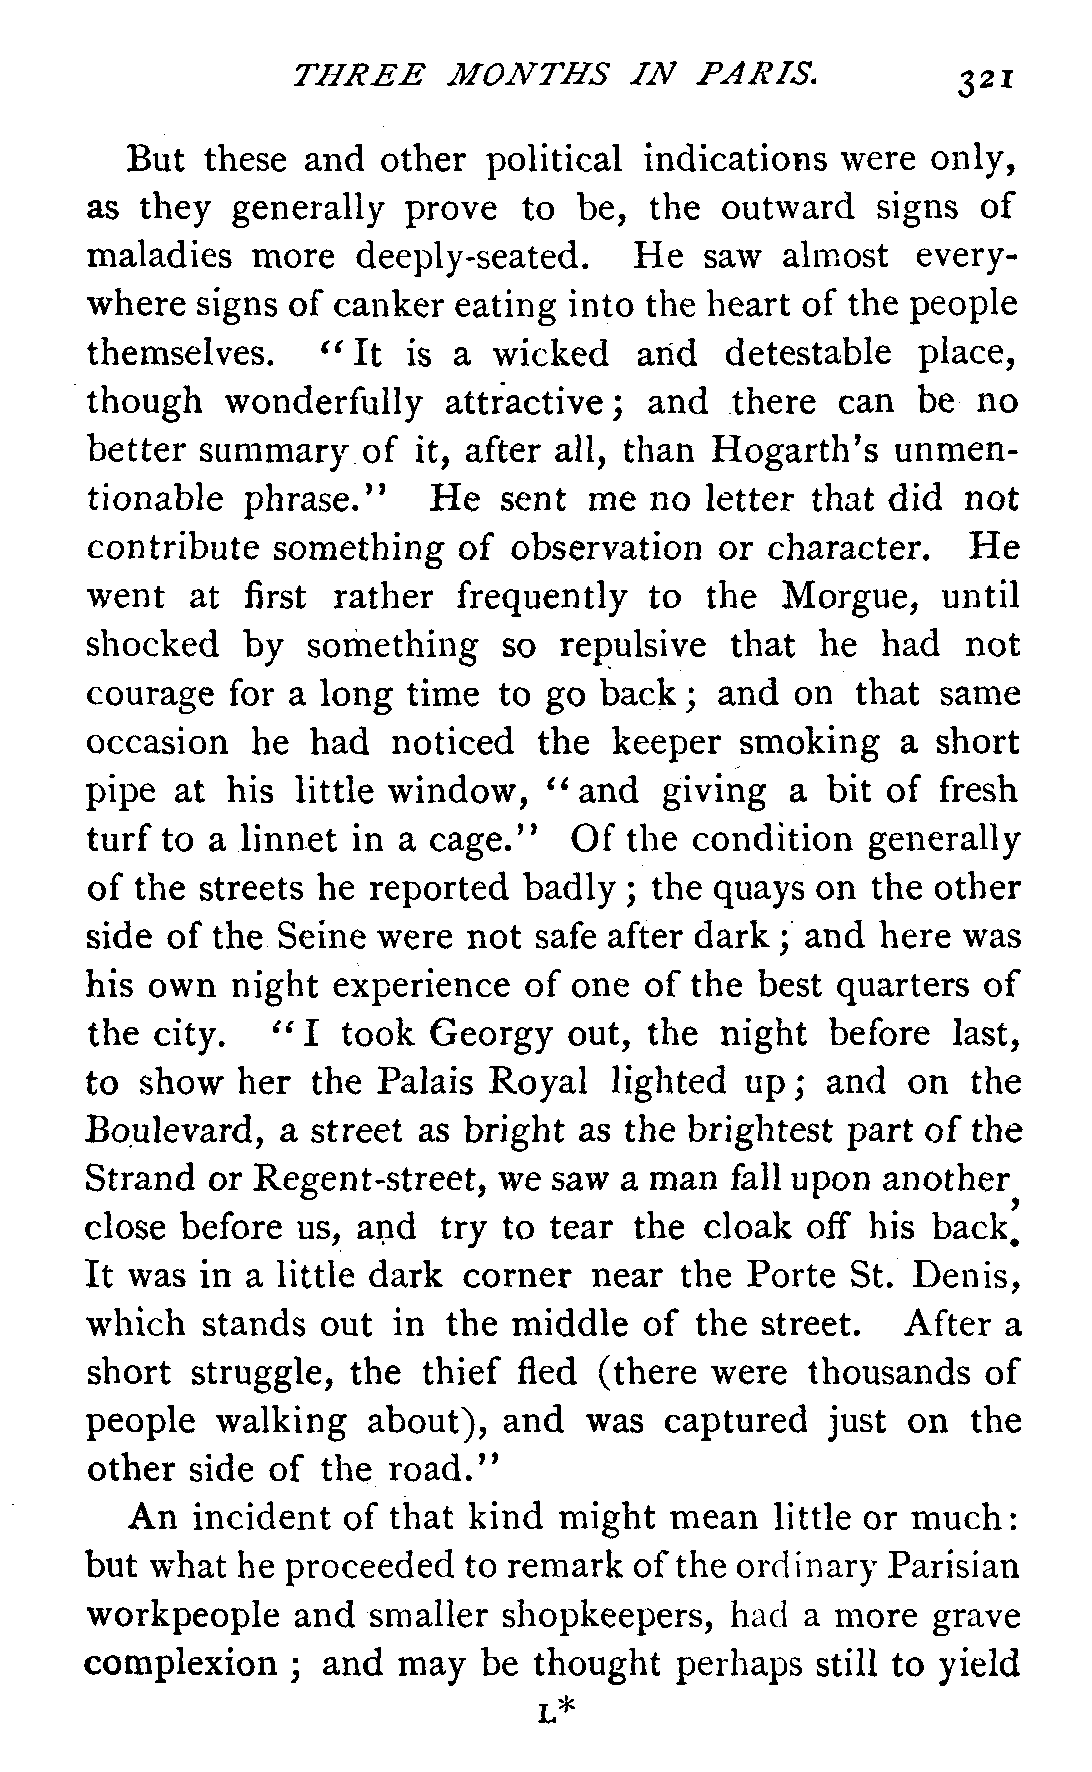 THREE MONTHS IN PARIS. 321
But these and other political indications were only,
as they generally prove to be, the outward signs of
maladies more deeply-seated. He saw almost every-
where signs of canker eating into the heart of the people
themselves. "It is a wicked and detestable place,
though wonderfully attractive; and there can be no
better summary of it, after all, than Hogarth's unmen-
tionable phrase." He sent me no letter that did not
contribute something of observation or character. He
went at first rather frequently to the Morgue, until
shocked by something so repulsive that he had not
courage for a long time to go back; and on that same
occasion he had noticed the keeper smoking a short
pipe at his little window, "and giving a bit of fresh
turf to a linnet in a cage." Of the condition generally
of the streets he reported badly; the quays on the other
side of the Seine were not safe after dark; and here was
his own night experience of one of the best quarters of
the city. "I took Georgy out, the night before last,
to show her the Palais Royal lighted up; and on the
Boulevard, a street as bright as the brightest part of the
Strand or Regent-street, we saw a man fall upon another,
close before us, and try to tear the cloak off his back.
It was in a little dark corner near the Porte St. Denis,
which stands out in the middle of the street. After a
short struggle, the thief fled (there were thousands of
people walking about), and was captured just on the
other side of the road."
An incident of that kind might mean little or much:
but what he proceeded to remark of the ordinary Parisian
workpeople and smaller shopkeepers, had a more grave
complexion; and may be thought perhaps still to yield
L*